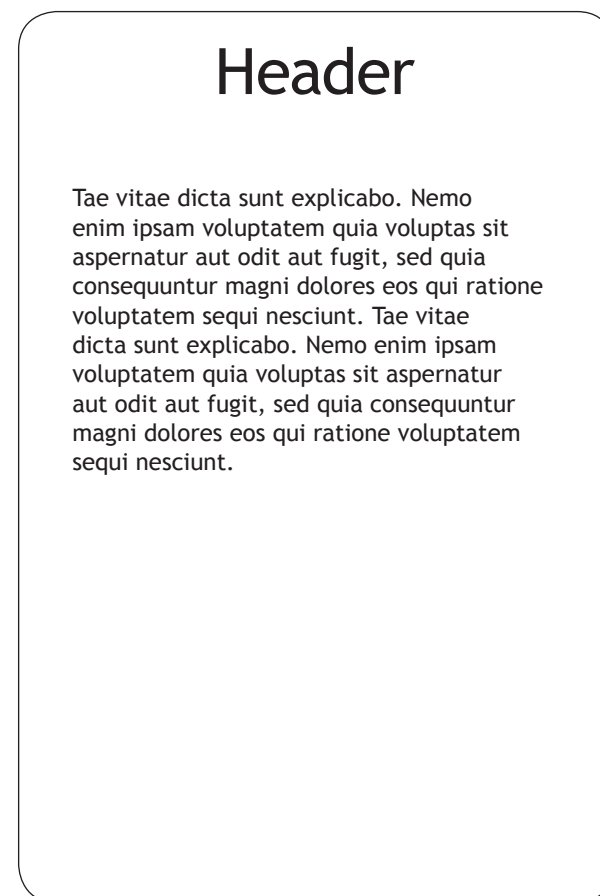 Header
Tae vitae dicta sunt explicabo. Nemo
enim ipsam voluptatem quia voluptas sit
aspernatur aut odit aut fugit, sed quia
consequuntur magni dolores eos qui ratione
voluptatem sequi nesciunt. Tae vitae
dicta sunt explicabo. Nemo enim ipsam
voluptatem quia voluptas sit aspernatur
aut odit aut fugit, sed quia consequuntur
magni dolores eos qui ratione voluptatem
sequi nesciunt.